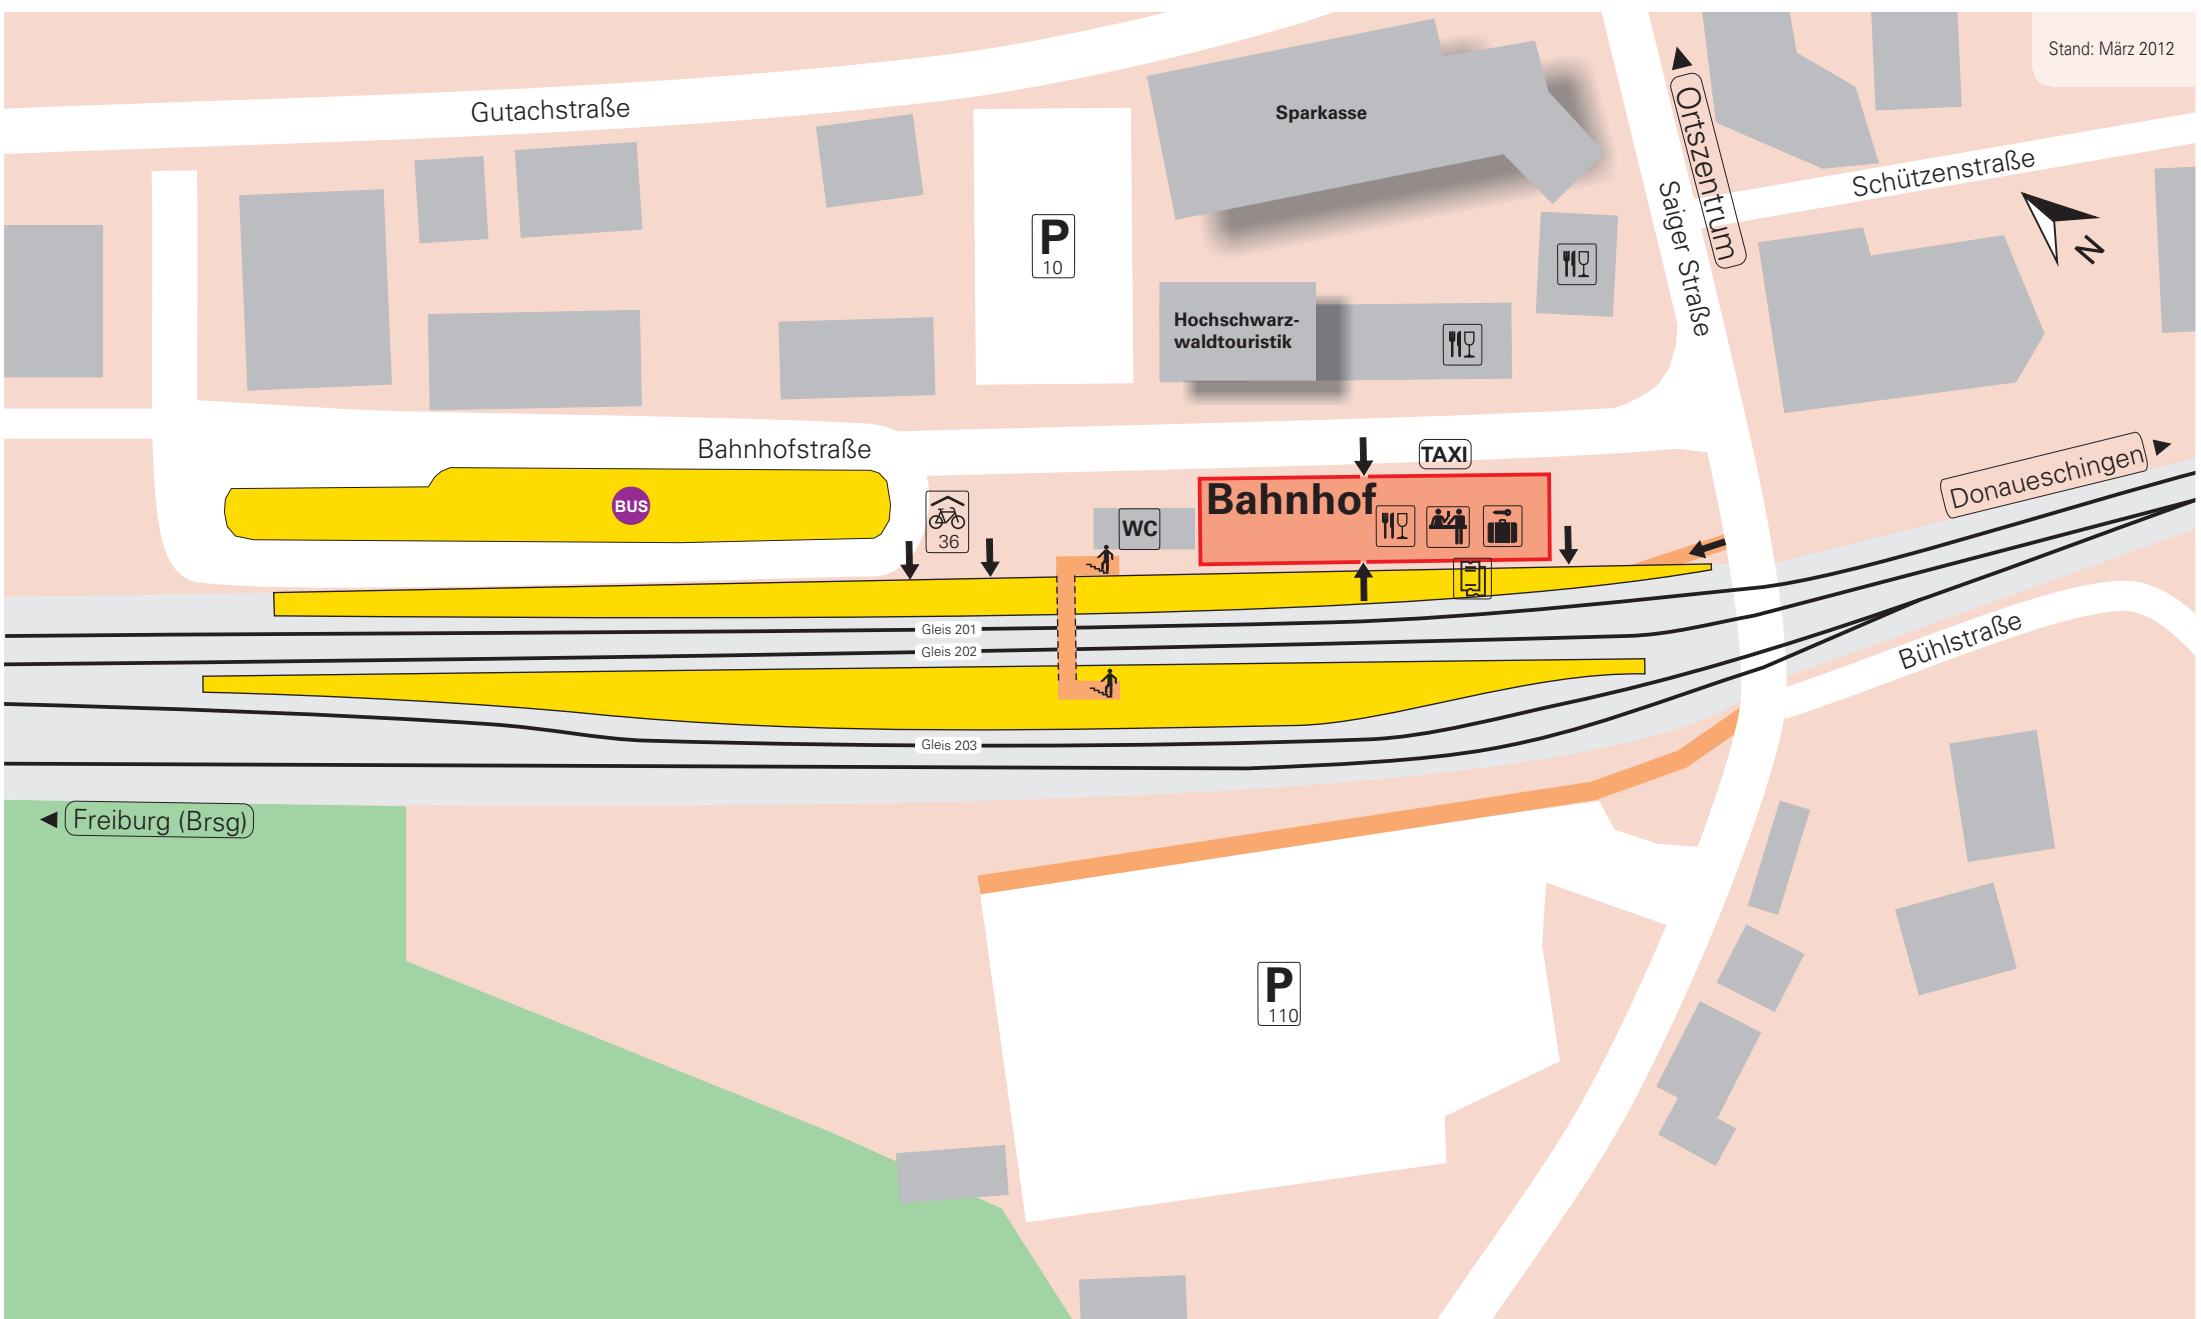 Stand: März 2012
Gutachstraße
Sparkasse
Ortszentrum
Schützenstraße
Saiger Straße
P
10
N
Hochschwarz-
waldtouristik
Bahnhofstraße
TAXI
Donaueschingen
BUS
36
WC
Bahnhof
Gleis 201
Gleis 202
Bühlstraße
Gleis 203
Freiburg (Brsg)
P
110